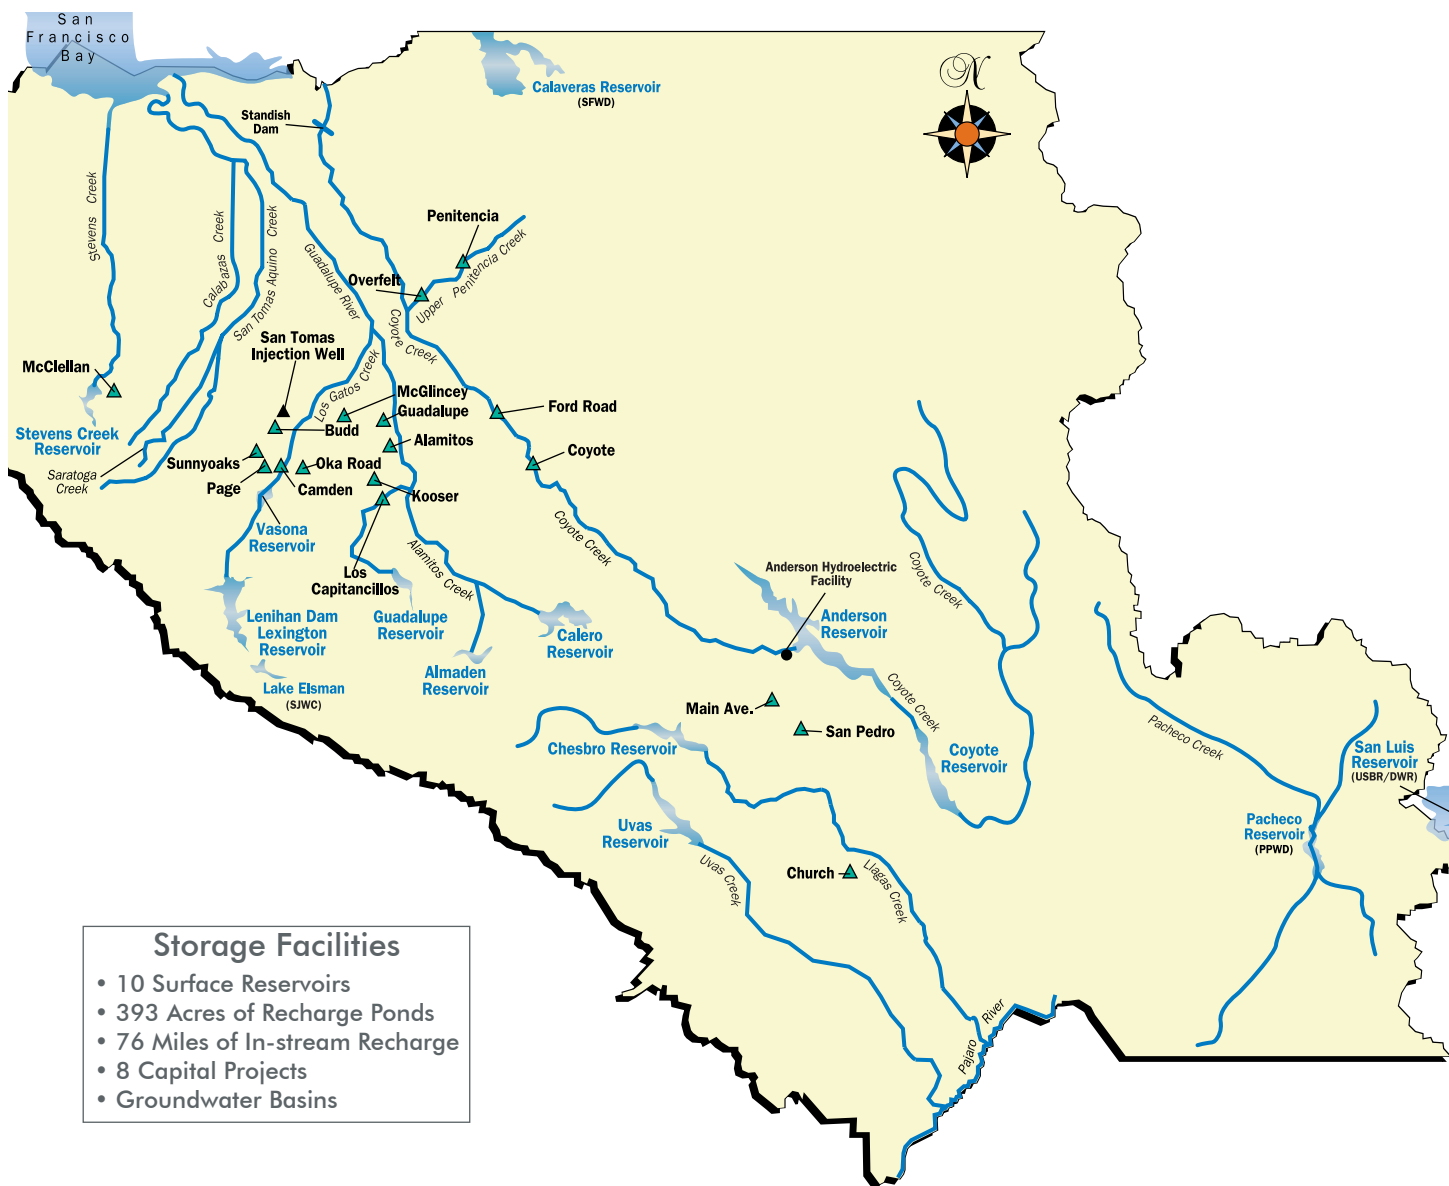 San
Francisco
Bay
N
Calaveras Reservoir
(SFWD)
Standish
Dam
Stevens Creek
Calabazas Creek
San Tomas Aquino Creek
Guadalupe River
Penitencia
Overfelt
Upper Penitencia Creek
Coyote Creek
San Tomas
Injection Well
McClellan
Los Gatos Creek
McGlincey
Guadalupe
Ford Road
Stevens Creek
Reservoir
Budd
Alamitos
Coyote
Sunnyoaks
Oka Road
Saratoga
Creek
Page
Camden
Kooser
Vasona
Reservoir
Coyote Creek
Alamitos Creek
Los
Capitancillos
Anderson Hydroelectric
Facility
Coyote Creek
Lenihan Dam
Lexington
Reservoir
Guadalupe
Reservoir
Calero
Reservoir
Anderson
Reservoir
Almaden
Reservoir
Lake Elsman
(SJWC)
Main Ave.
San Pedro
Coyote Creek
Pacheco Creek
Chesbro Reservoir
Coyote
Reservoir
San Luis
Reservoir
(USBR/DWR)
Uvas
Reservoir
Pacheco
Reservoir
(PPWD)
Uvas Creek
Church
Llagas Creek
Pajaro River
Storage Facilities
• 10 Surface Reservoirs
• 393 Acres of Recharge Ponds
• 76 Miles of In-stream Recharge
• 8 Capital Projects
• Groundwater Basins